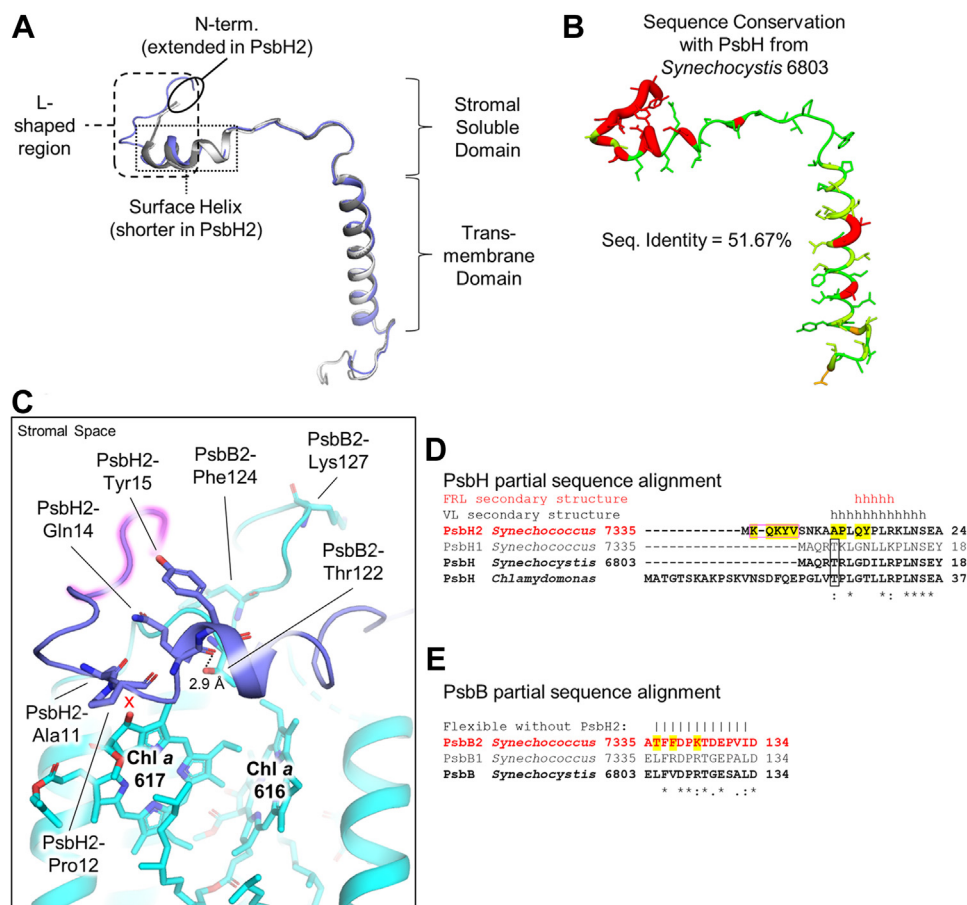 A
N-term.
(extended in PsbH2)
L-
shaped
region
Surface Helix
(shorter in PsbH2)
Stromal
Soluble
Domain
Trans-
membrane
Domain
B
Sequence Conservation
with PsbH from
Synechocystis 6803
Seq. Identity = 51.67%
C
Stromal Space
PsbH2-
Tyr15
PsbB2-
Phe124
PsbB2-
Lys127
PsbH2-
Gln14
PsbB2-
Thr122
2.9 Å
X
PsbH2-
Ala11
PsbH2-
Pro12
Chl a
617
Chl a
616
D
PsbH partial sequence alignment
FRL secondary structure hhhhh
VL secondary structure hhhhhhhhhhhhh
PsbH2 Synechococcus 7335 ------------------MK-QKYVSNKAAPLQYPLRKLNSEA 24
PsbH1 Synechococcus 7335 -------------------MAQRTKLGNLLKPLNSEY 18
PsbH Synechocystis 6803 -------------------MAQRTRLGDILRPLNSEY 18
PsbH Chlamydomonas MATGTSKAKPSKVNSDFQEPGLVTPLGTLLRPLNSEA 37
: * *: ****
E
PsbB partial sequence alignment
Flexible without PsbH2: |||||||||||||
PsbB2 Synechococcus 7335 ATFFDPKTDEPVID 134
PsbB1 Synechococcus 7335 ELFRDPRTGEPALD 134
PsbB Synechocystis 6803 ELFVDPRTGESALD 134
* **:*.* .:*